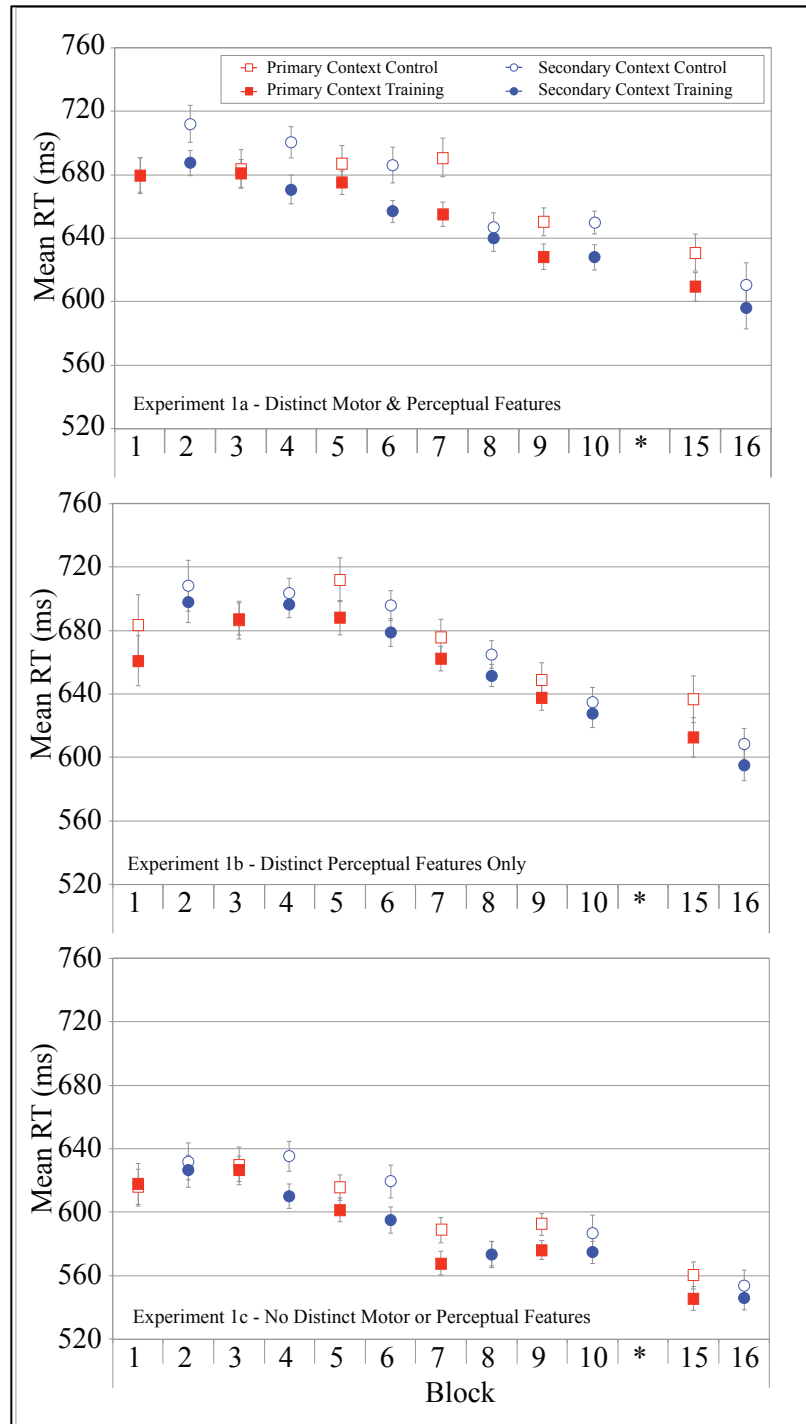 760
720
680
640
600
560
520
Mean RT (ms)
Primary Context Control Secondary Context Control
Primary Context Training Secondary Context Training
Experiment 1a - Distinct Motor & Perceptual Features
1 2 3 4 5 6 7 8 9 10 * 15 16
760
720
680
640
600
560
520
Mean RT (ms)
Experiment 1b - Distinct Perceptual Features Only
1 2 3 4 5 6 7 8 9 10 * 15 16
760
720
680
640
600
560
520
Mean RT (ms)
Experiment 1c - No Distinct Motor or Perceptual Features
1 2 3 4 5 6 7 8 9 10 * 15 16
Block